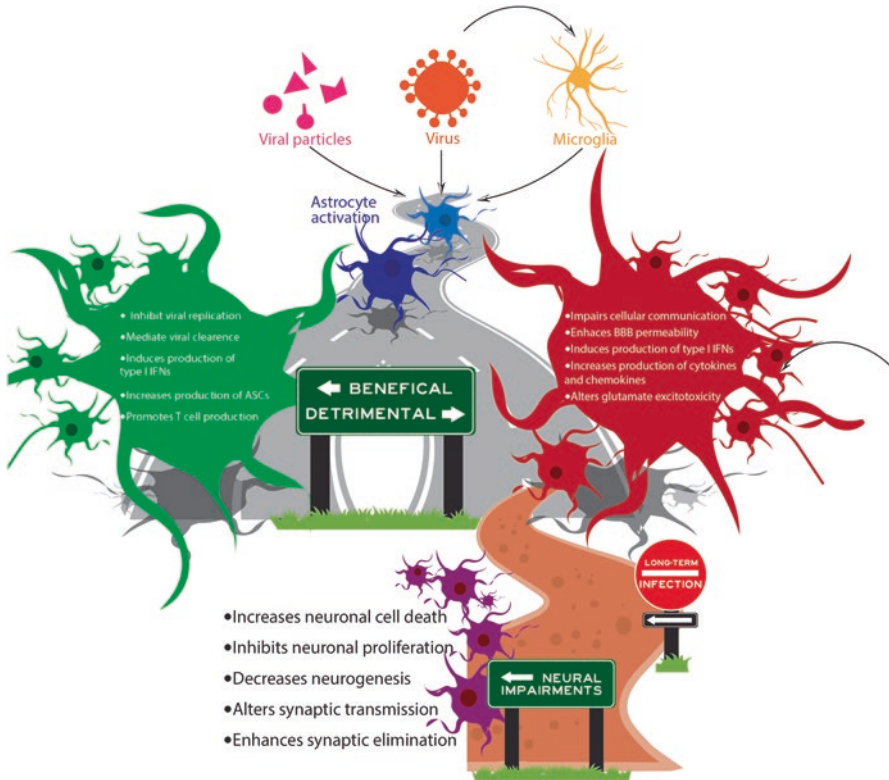 Viral particles
Virus
Microglia
Astrocyte
activation
• Inhibit viral replication
• Mediate viral clearence
• Induces production of
type I IFNs
• Increases production of ASCs
• Promotes T cell production
•Impairs cellular communication
•Enhaces BBB permeability
•Induces production of type I IFNs
•Increases production of cytokines
and chemokines
•Alters glutamate excitotoxicity
BENEFICAL
DETRIMENTAL
LONG-TERM
INFECTION
•Increases neuronal cell death
•Inhibits neuronal proliferation
•Decreases neurogenesis
•Alters synaptic transmission
•Enhances synaptic elimination
NEURAL
IMPAIRMENTS